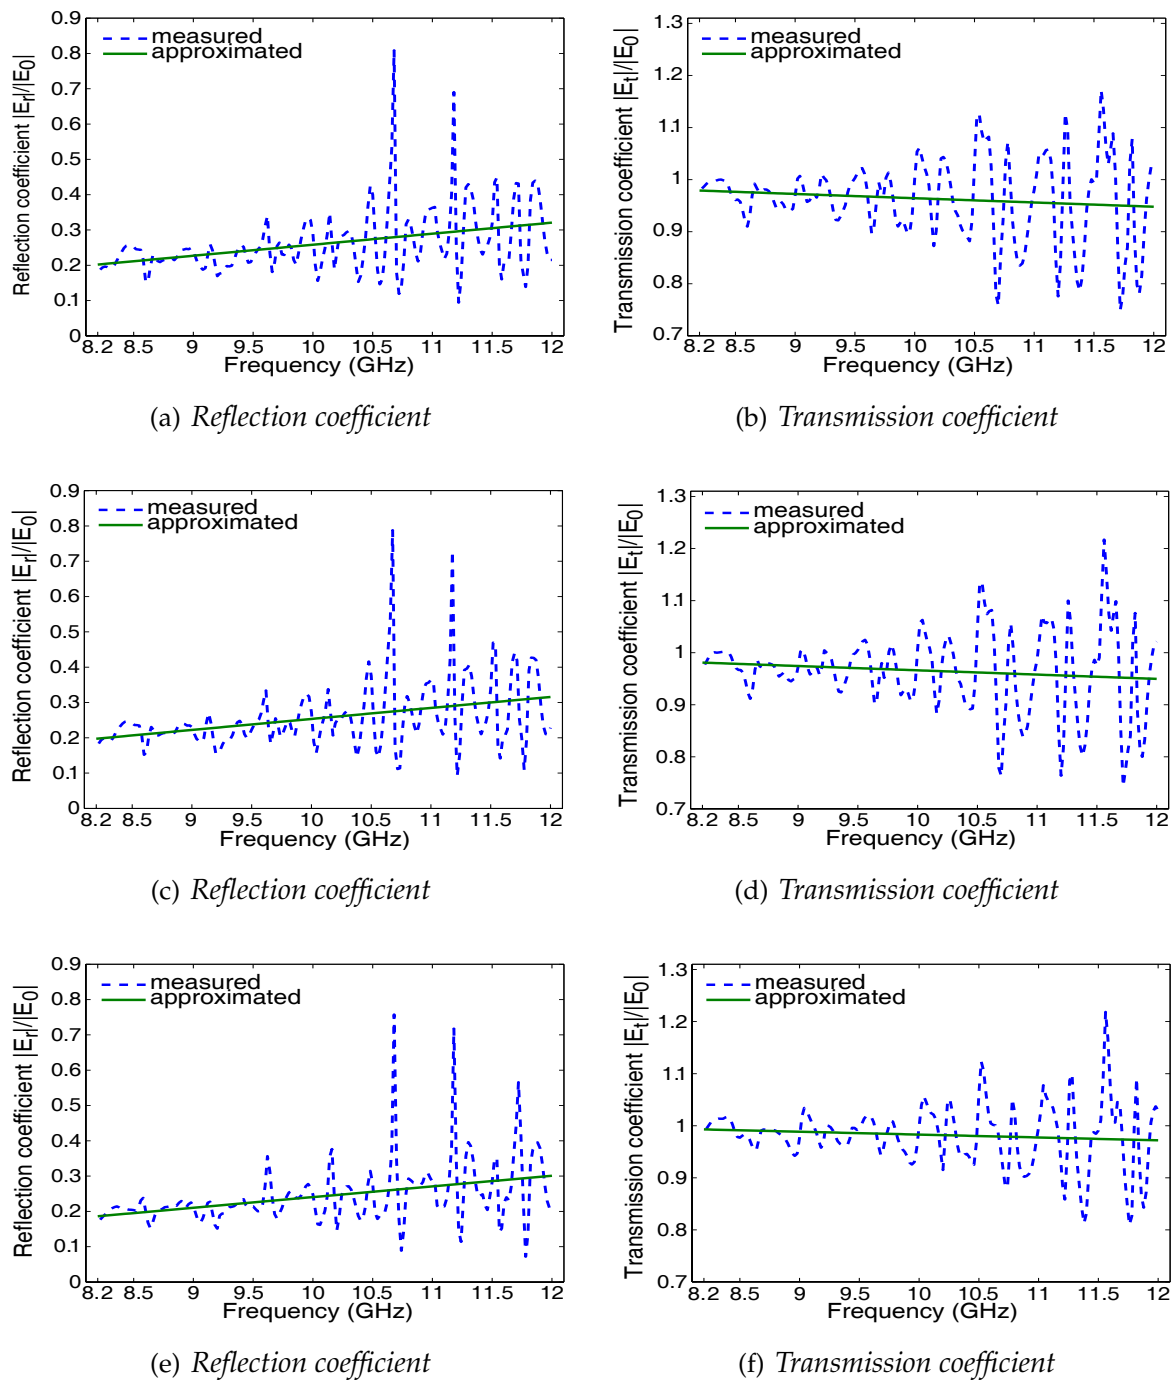 0.9
0.8
0.7
0.6
0.5
0.4
0.3
0.2
0.1
0
Reflection coefficient |E_r|/|E_0|
measured
approximated
8.2 8.5 9 9.5 10 10.5 11 11.5 12
Frequency (GHz)
(a) Reflection coefficient
1.3
1.2
1.1
1
0.9
0.8
0.7
Transmission coefficient |E_t|/|E_0|
measured
approximated
8.2 8.5 9 9.5 10 10.5 11 11.5 12
Frequency (GHz)
(b) Transmission coefficient
0.9
0.8
0.7
0.6
0.5
0.4
0.3
0.2
0.1
0
Reflection coefficient |E_r|/|E_0|
measured
approximated
8.2 8.5 9 9.5 10 10.5 11 11.5 12
Frequency (GHz)
(c) Reflection coefficient
1.3
1.2
1.1
1
0.9
0.8
0.7
Transmission coefficient |E_t|/|E_0|
measured
approximated
8.2 8.5 9 9.5 10 10.5 11 11.5 12
Frequency (GHz)
(d) Transmission coefficient
0.9
0.8
0.7
0.6
0.5
0.4
0.3
0.2
0.1
0
Reflection coefficient |E_r|/|E_0|
measured
approximated
8.2 8.5 9 9.5 10 10.5 11 11.5 12
Frequency (GHz)
(e) Reflection coefficient
1.3
1.2
1.1
1
0.9
0.8
0.7
Transmission coefficient |E_t|/|E_0|
measured
approximated
8.2 8.5 9 9.5 10 10.5 11 11.5 12
Frequency (GHz)
(f) Transmission coefficient